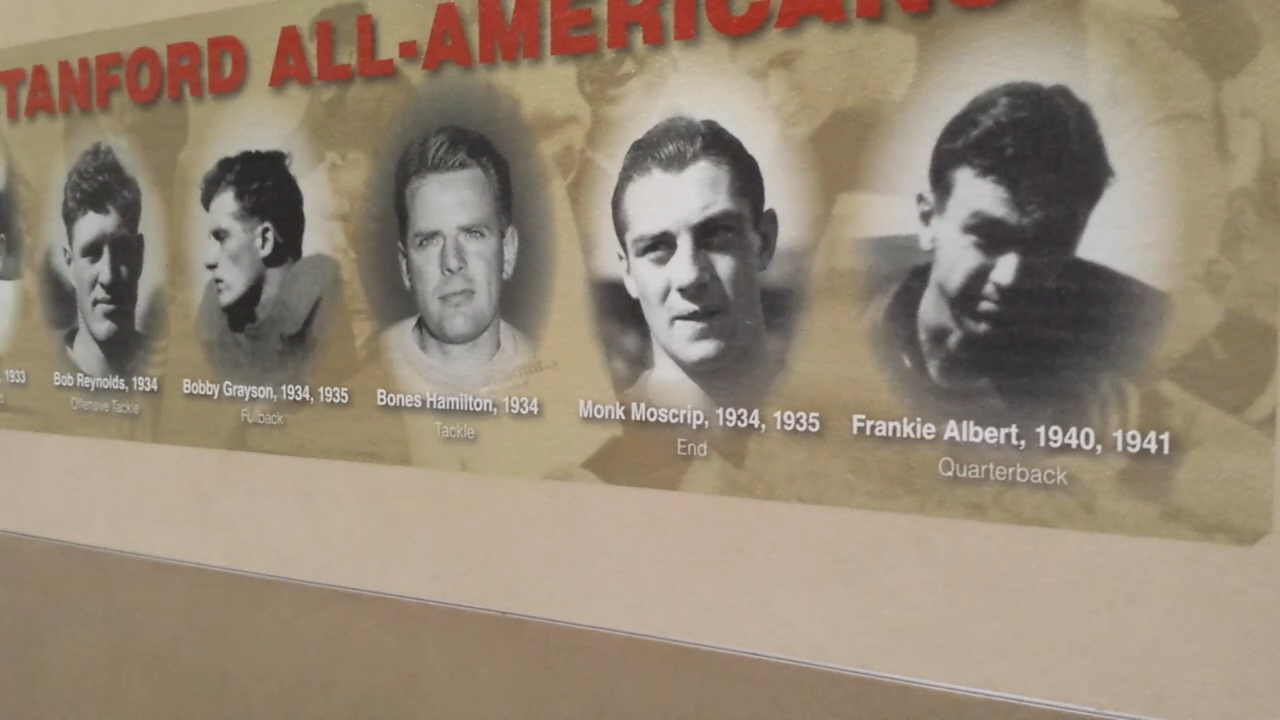 TANFORD ALL-AMERICANS
, 1933
Bob Reynolds, 1934
Offensive Tackle
Bobby Grayson, 1934, 1935
Fullback
Bones Hamilton, 1934
Tackle
Monk Moscrip, 1934, 1935
End
Frankie Albert, 1940, 1941
Quarterback